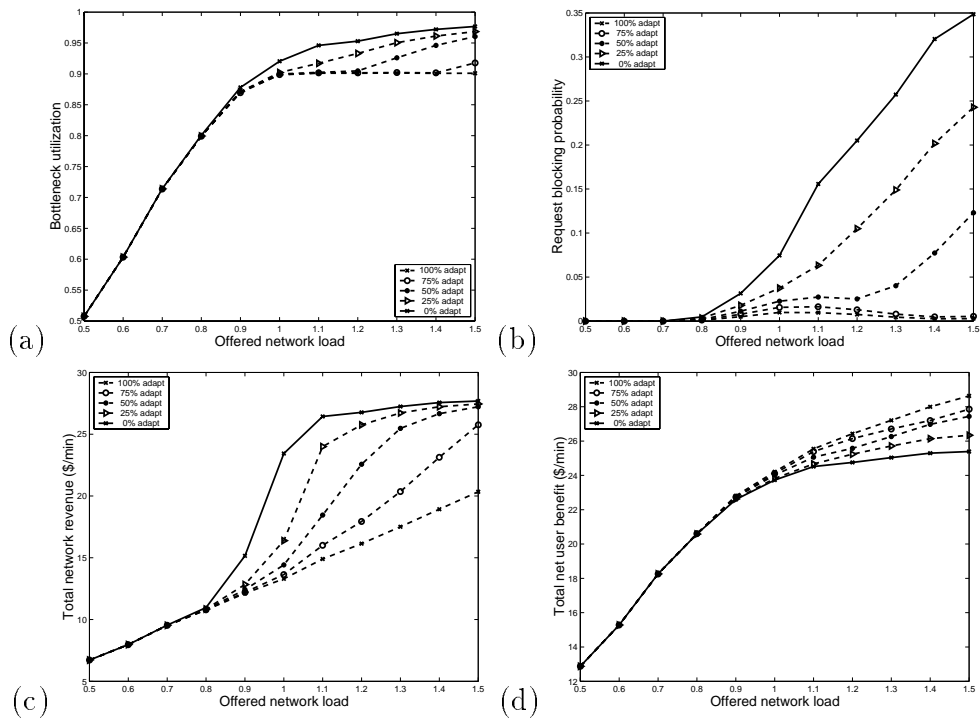 1
0.95
0.9
0.85
0.8
0.75
0.7
0.65
0.6
0.55
0.5
Bottleneck utilization
100% adapt
75% adapt
50% adapt
25% adapt
0% adapt
0.5 0.6 0.7 0.8 0.9 1 1.1 1.2 1.3 1.4 1.5
Offered network load
(a)
0.35
0.3
0.25
0.2
0.15
0.1
0.05
0
Request blocking probability
100% adapt
75% adapt
50% adapt
25% adapt
0% adapt
0.5 0.6 0.7 0.8 0.9 1 1.1 1.2 1.3 1.4 1.5
Offered network load
(b)
30
25
20
15
10
5
Total network revenue ($/min)
100% adapt
75% adapt
50% adapt
25% adapt
0% adapt
0.5 0.6 0.7 0.8 0.9 1 1.1 1.2 1.3 1.4 1.5
Offered network load
(c)
30
28
26
24
22
20
18
16
14
12
Total net user benefit ($/min)
100% adapt
75% adapt
50% adapt
25% adapt
0% adapt
0.5 0.6 0.7 0.8 0.9 1 1.1 1.2 1.3 1.4 1.5
Offered network load
(d)